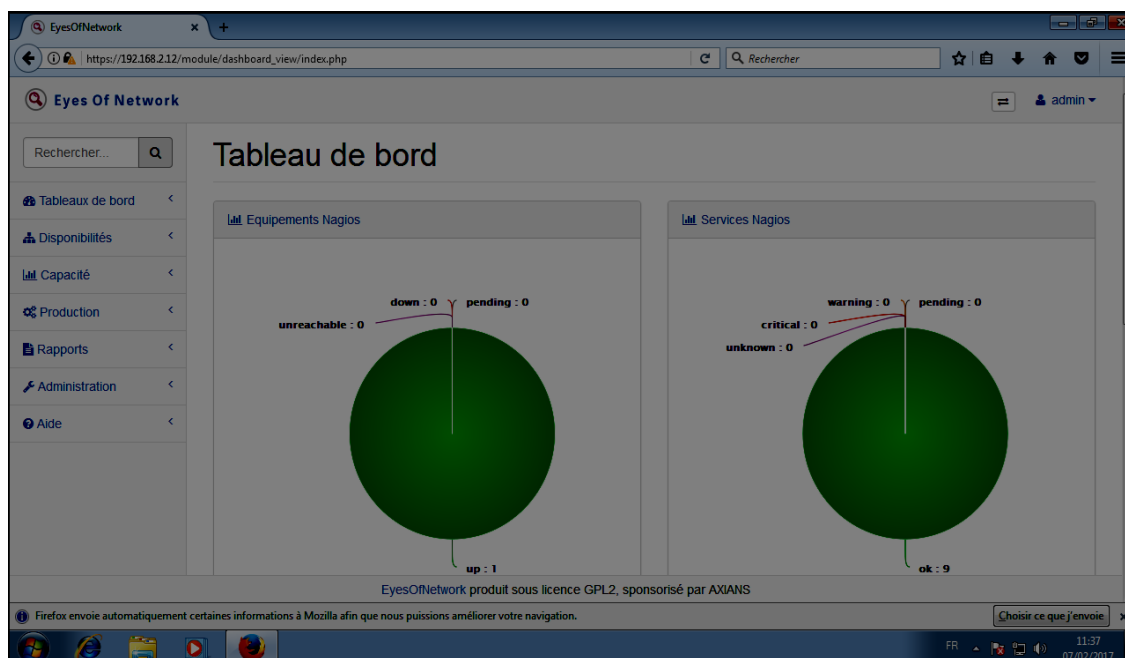 EyesOfNetwork
https://192.168.2.12/module/dashboard_view/index.php
Rechercher
Eyes Of Network
admin
Rechercher...
Tableau de bord
Tableaux de bord
Disponibilités
Capacité
Production
Rapports
Administration
Aide
Equipements Nagios
down : 0
pending : 0
unreachable : 0
up : 1
Services Nagios
warning : 0
pending : 0
critical : 0
unknown : 0
ok : 9
EyesOfNetwork produit sous licence GPL2, sponsorisé par AXIANS
Firefox envoie automatiquement certaines informations à Mozilla afin que nous puissions améliorer votre navigation.
Choisir ce que j'envoie
FR
11:37
07/02/2017